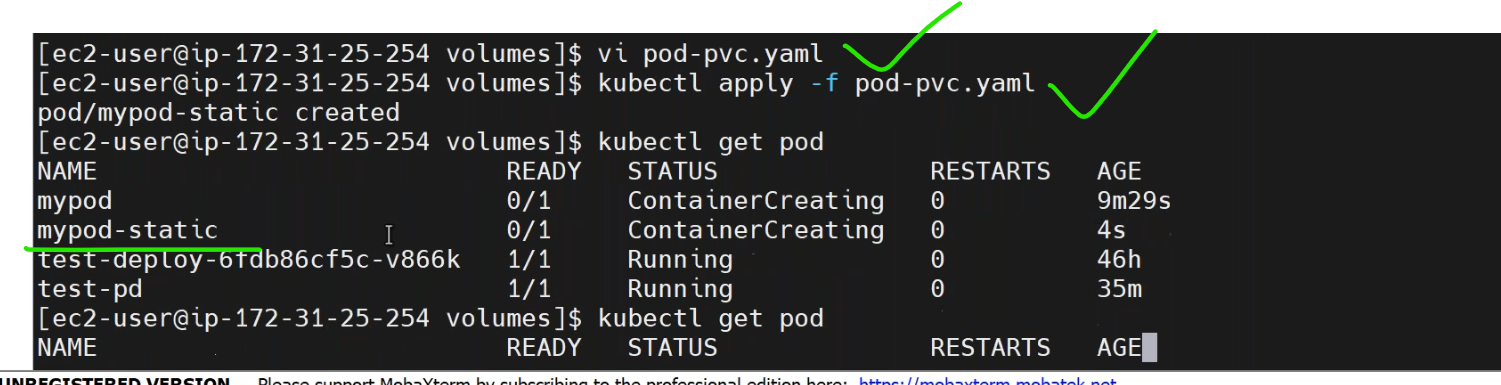 [ec2-user@ip-172-31-25-254 volumes]$ vi pod-pvc.yaml
[ec2-user@ip-172-31-25-254 volumes]$ kubectl apply -f pod-pvc.yaml
pod/mypod-static created
[ec2-user@ip-172-31-25-254 volumes]$ kubectl get pod
NAME READY STATUS RESTARTS AGE
mypod 0/1 ContainerCreating 0 9m29s
mypod-static 0/1 ContainerCreating 0 4s
test-deploy-6fdb86cf5c-v866k 1/1 Running 0 46h
test-pd 1/1 Running 0 35m
[ec2-user@ip-172-31-25-254 volumes]$ kubectl get pod
NAME READY STATUS RESTARTS AGE
UNREGISTERED VERSION Please support MobaXterm by subscribing to the professional edition here: https://mobaxterm.mobatek.net